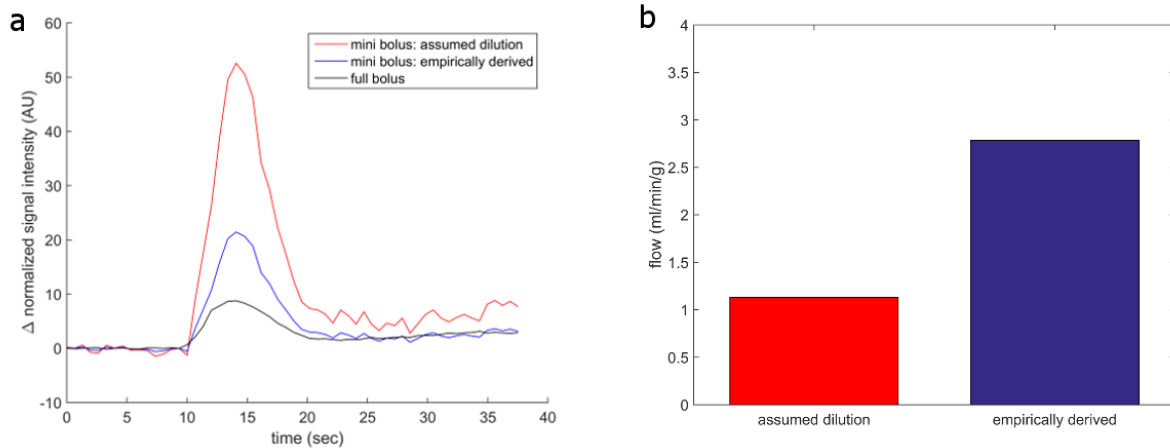 a
60
50
40
30
20
10
0
-10
Δ normalized signal intensity (AU)
0 5 10 15 20 25 30 35 40
time (sec)
mini bolus: assumed dilution
mini bolus: empirically derived
full bolus
b
4
3.5
3
2.5
2
1.5
1
0.5
0
flow (ml/min/g)
assumed dilution empirically derived